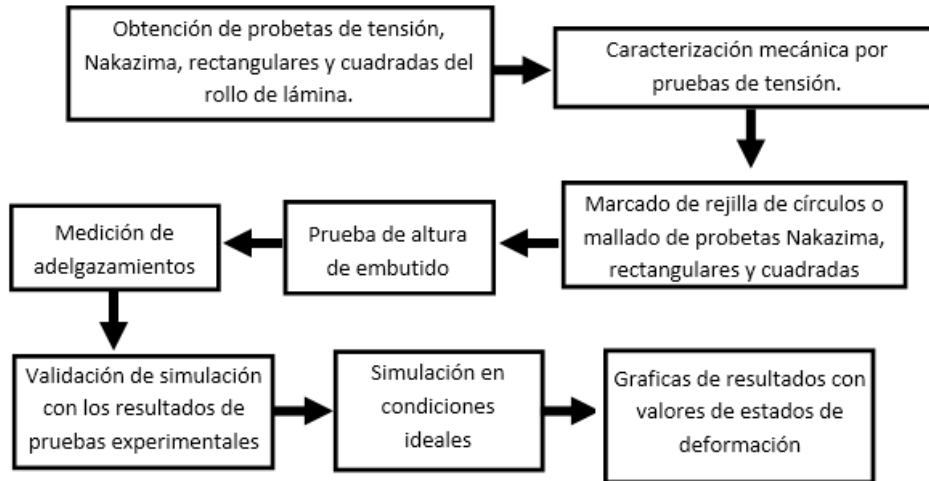 Obtención de probetas de tensión,
Nakazima, rectangulares y cuadradas del
rollo de lámina.
Caracterización mecánica por
pruebas de tensión.
Marcado de rejilla de círculos o
mallado de probetas Nakazima,
rectangulares y cuadradas
Prueba de altura
de embutido
Medición de
adelgazamientos
Validación de simulación
con los resultados de
pruebas experimentales
Simulación en
condiciones
ideales
Graficas de resultados con
valores de estados de
deformación